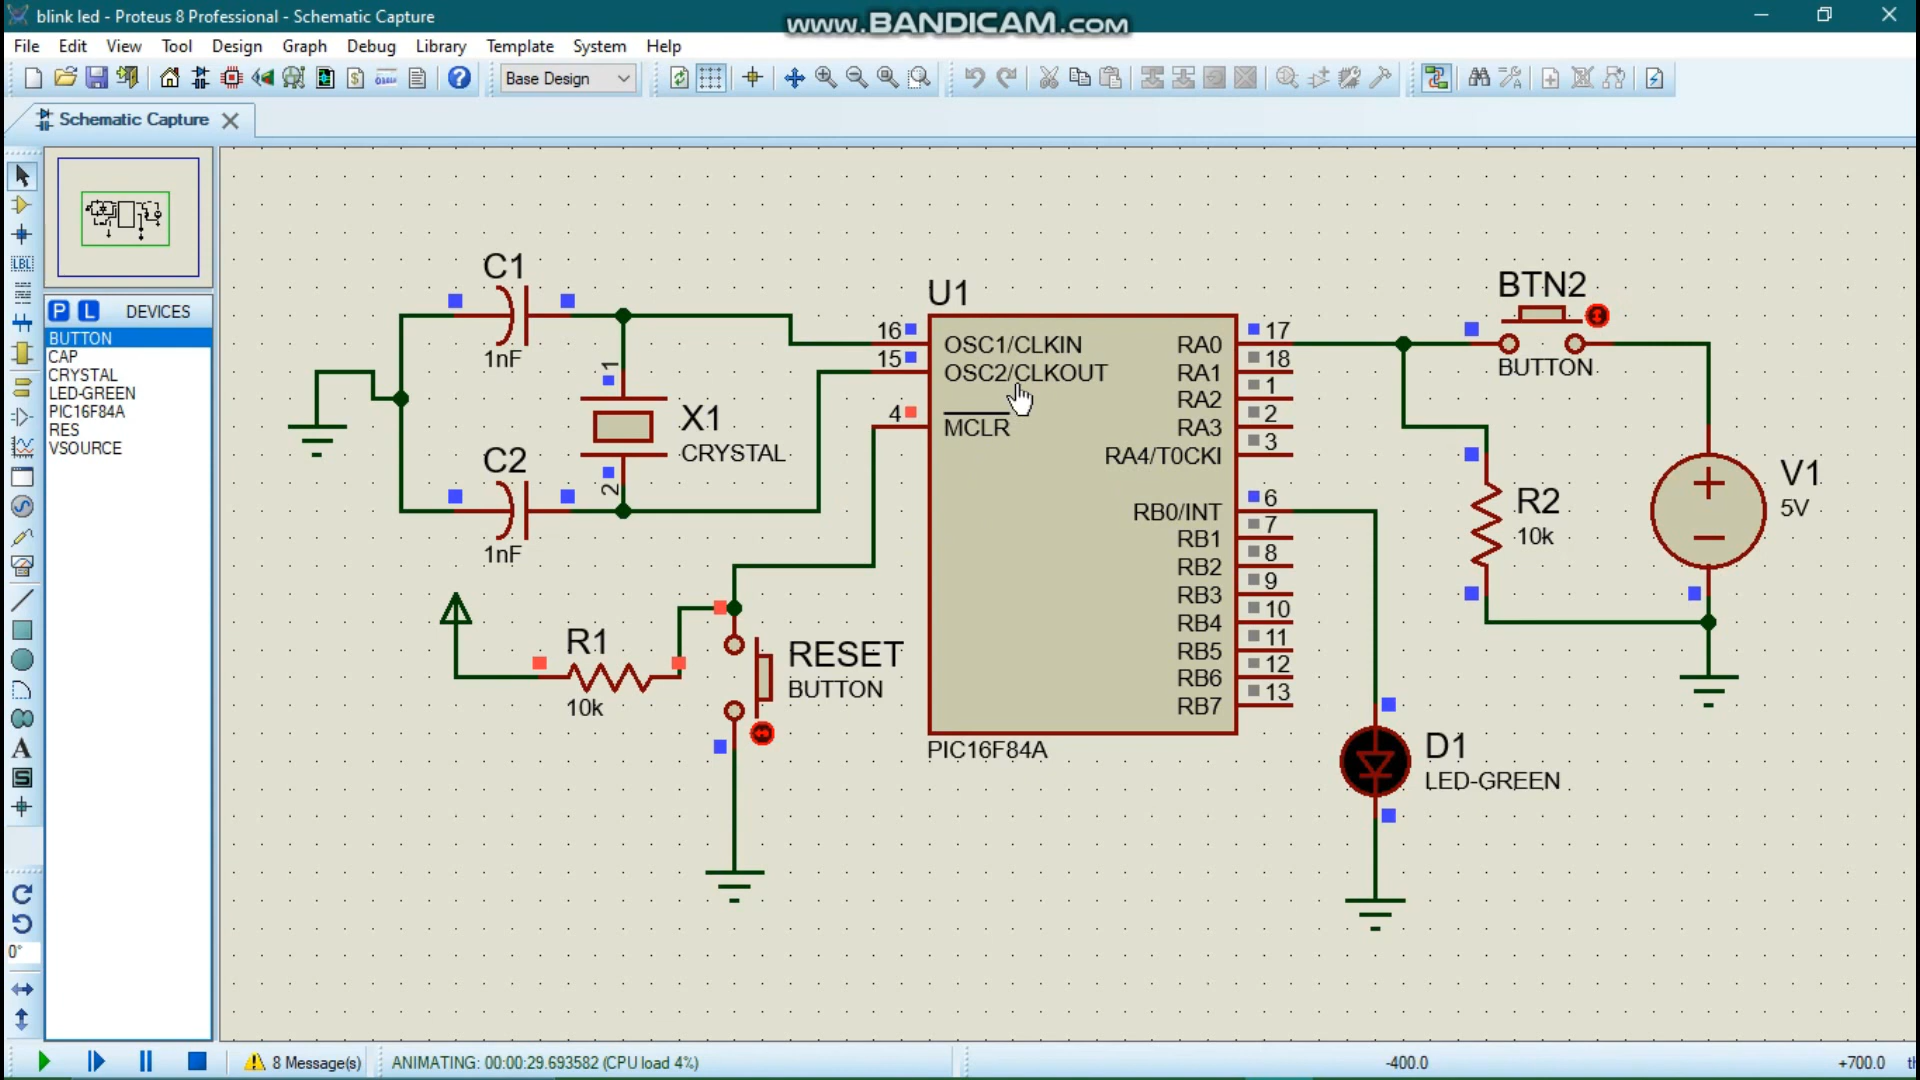 blink led - Proteus 8 Professional - Schematic Capture
www.BANDICAM.com
File Edit View Tool Design Graph Debug Library Template System Help
Base Design
Schematic Capture
P L DEVICES
BUTTON
CAP
CRYSTAL
LED-GREEN
PIC16F84A
RES
VSOURCE
LBL
A
S
0°
C1
1nF
C2
1nF
1
2
X1
CRYSTAL
R1
10k
RESET
BUTTON
U1
16
15
4
OSC1/CLKIN
OSC2/CLKOUT
MCLR
RA0 17
RA1 18
RA2 1
RA3 2
RA4/T0CKI 3
RB0/INT 6
RB1 7
RB2 8
RB3 9
RB4 10
RB5 11
RB6 12
RB7 13
PIC16F84A
BTN2
BUTTON
R2
10k
V1
5V
D1
LED-GREEN
8 Message(s)
ANIMATING: 00:00:29.693582 (CPU load 4%)
-400.0
+700.0